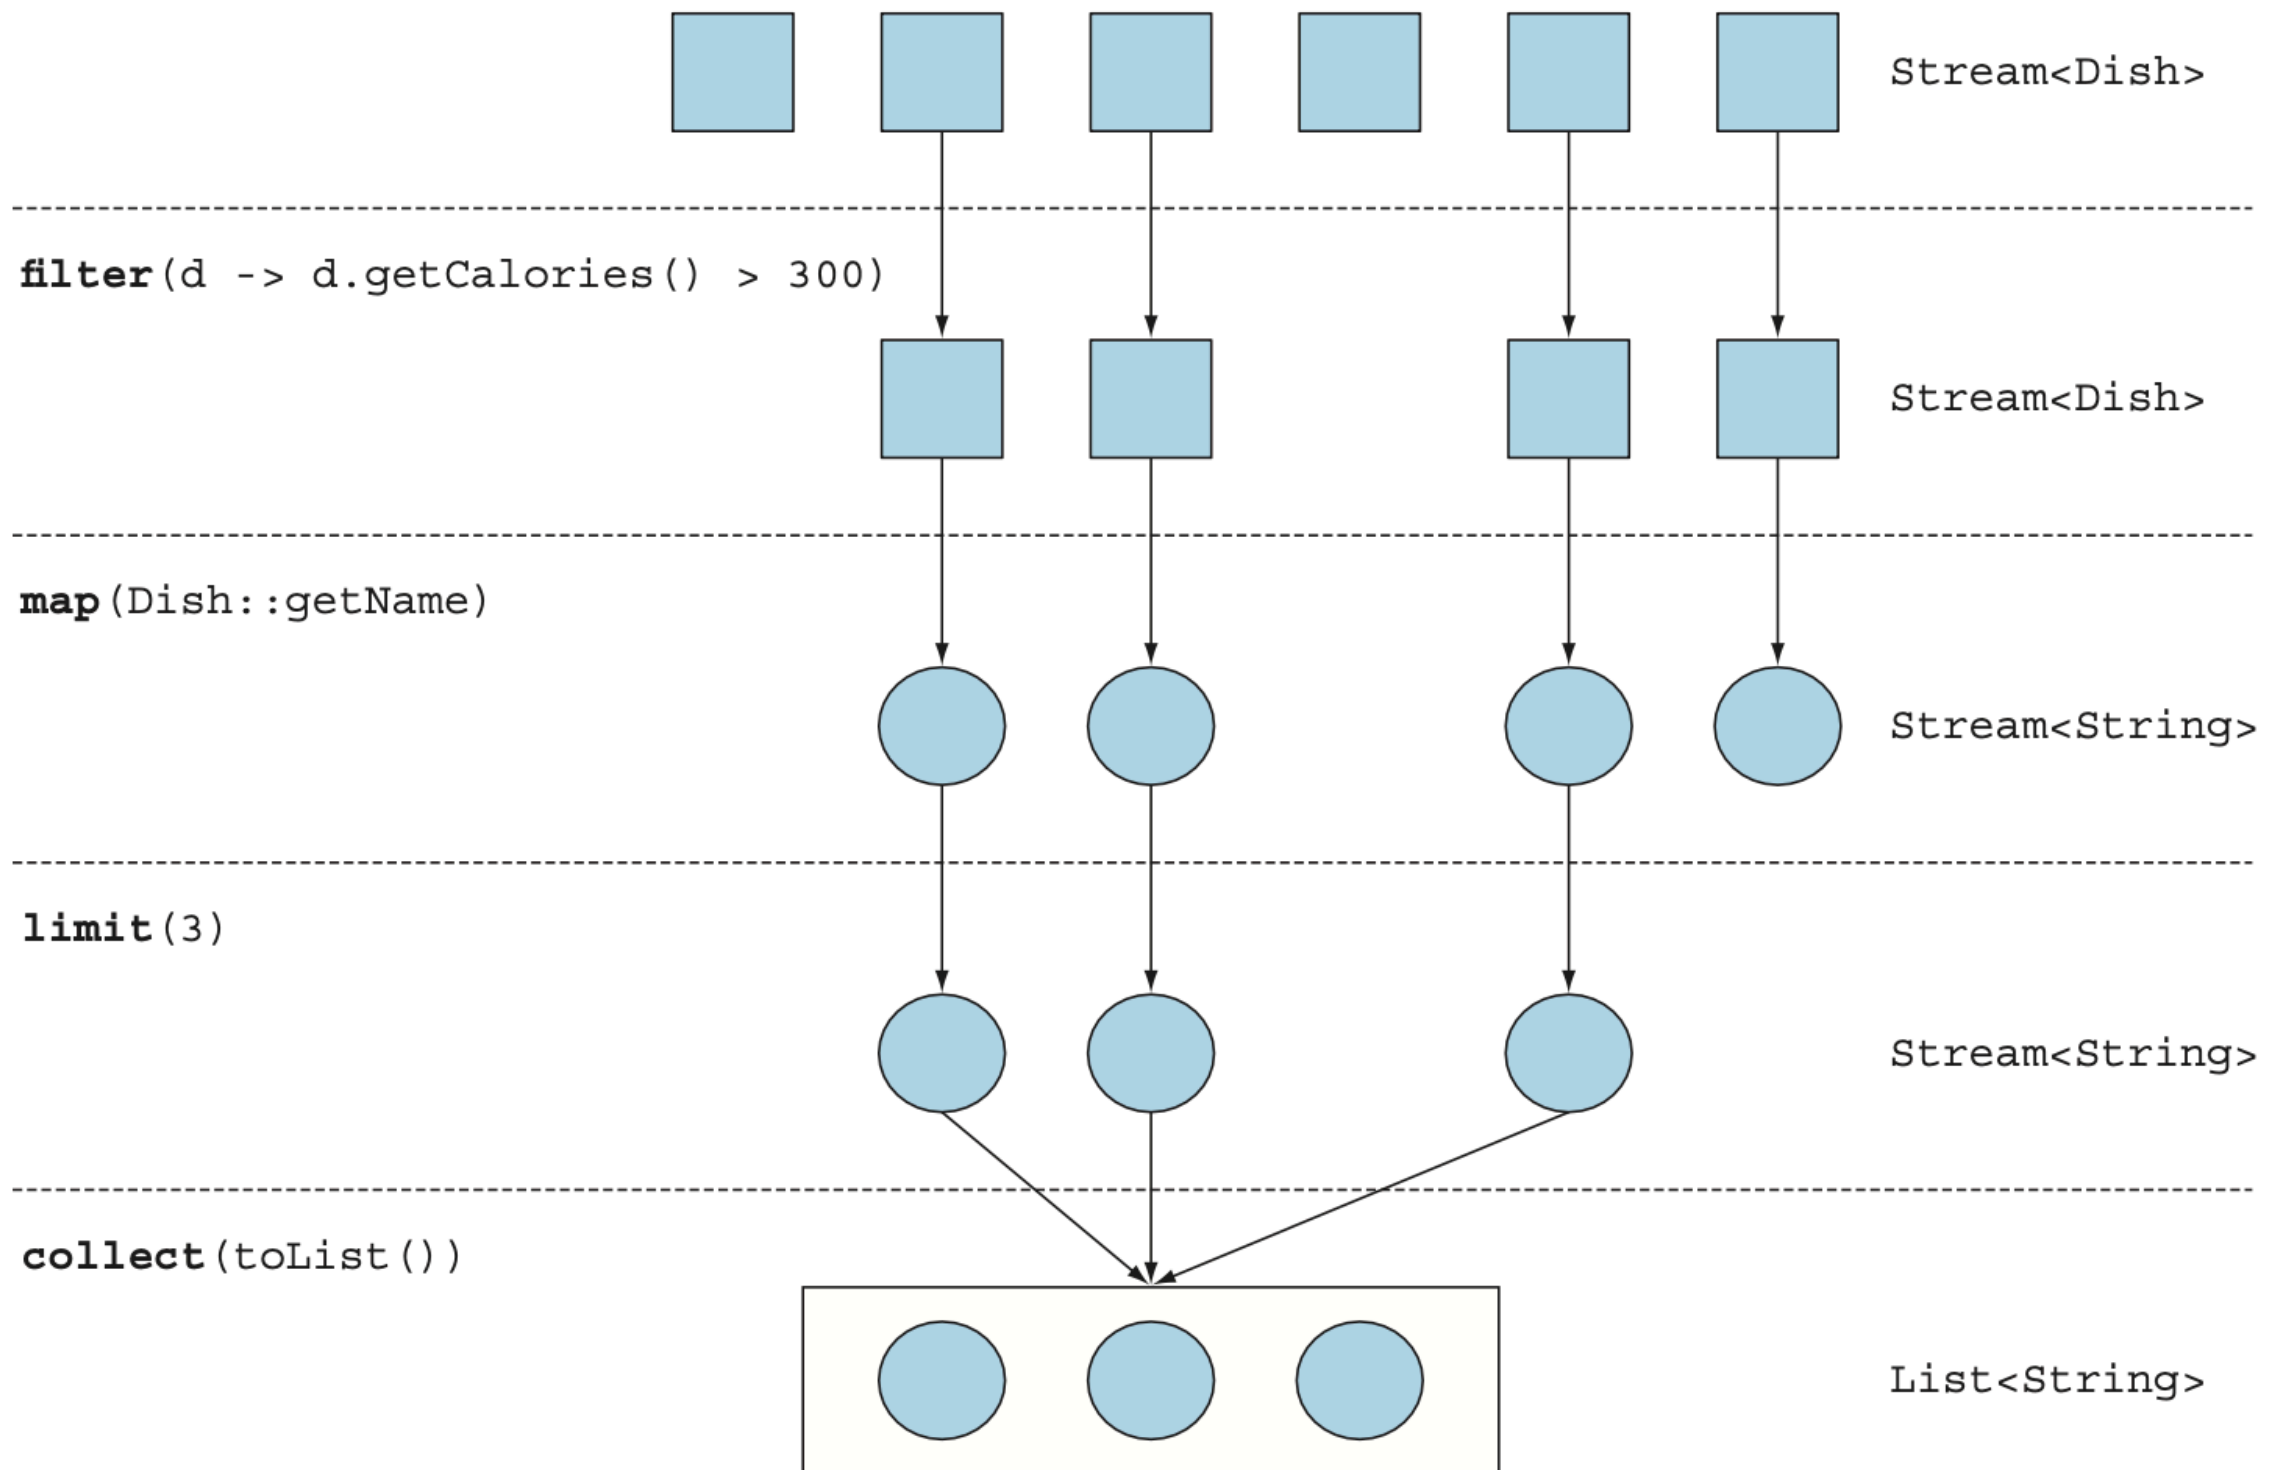 Stream<Dish>
filter(d -> d.getCalories() > 300)
Stream<Dish>
map(Dish::getName)
Stream<String>
limit(3)
Stream<String>
collect(toList())
List<String>